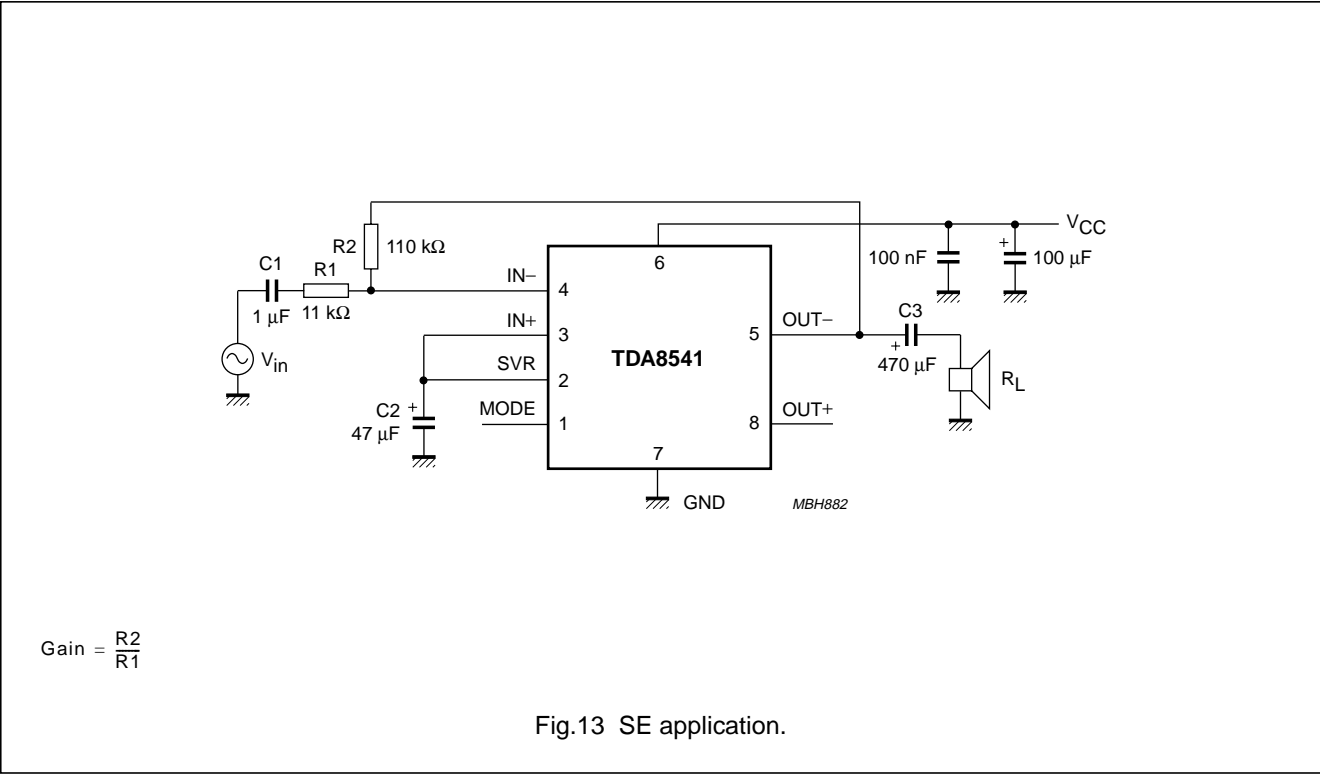 V_CC
R2 110 kΩ
6
100 nF
+
100 μF
C1 R1
IN−
4
1 μF 11 kΩ
C3
IN+
3
5 OUT−
+
TDA8541
470 μF
V_in
SVR
2
R_L
C2 +
MODE
1
OUT+
8
47 μF
7
GND
MBH882
Gain = R2/R1
Fig.13 SE application.